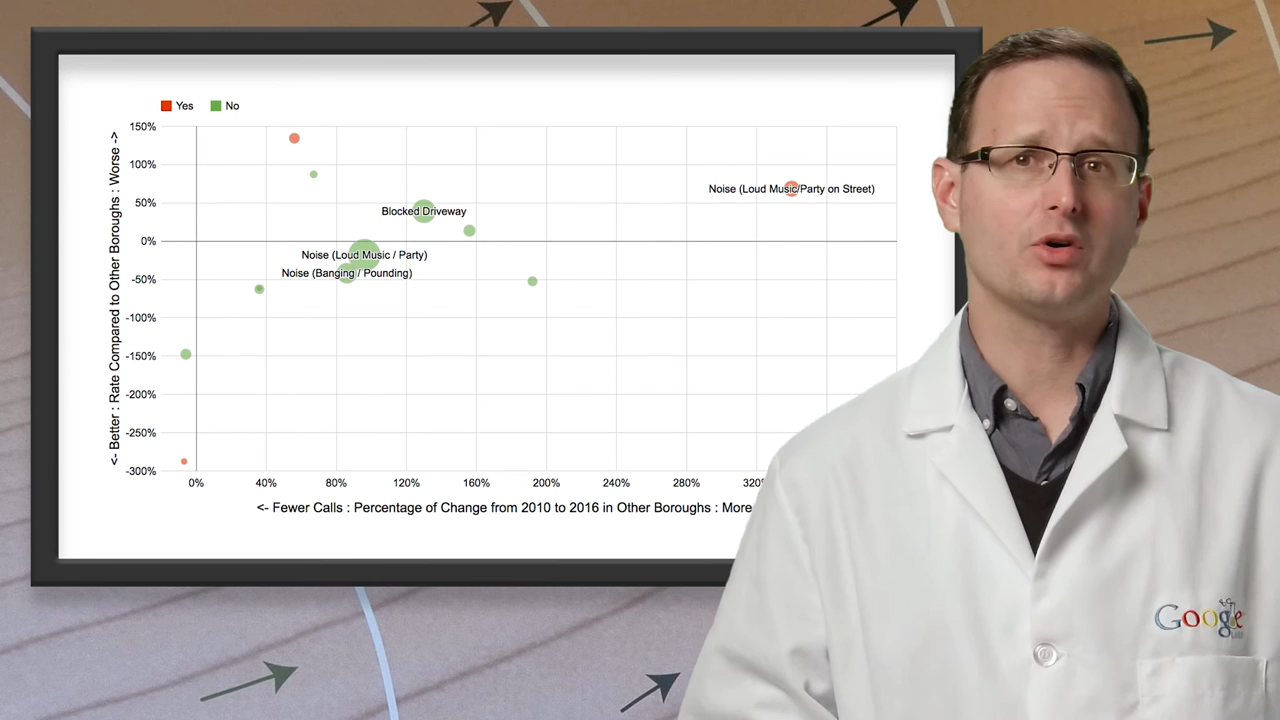 Yes No
<- Better : Rate Compared to Other Boroughs : Worse ->
150%
100%
50%
0%
-50%
-100%
-150%
-200%
-250%
-300%
Noise (Loud Music/Party on Street)
Blocked Driveway
Noise (Loud Music / Party)
Noise (Banging / Pounding)
0% 40% 80% 120% 160% 200% 240% 280% 320%
<- Fewer Calls : Percentage of Change from 2010 to 2016 in Other Boroughs : More
Google